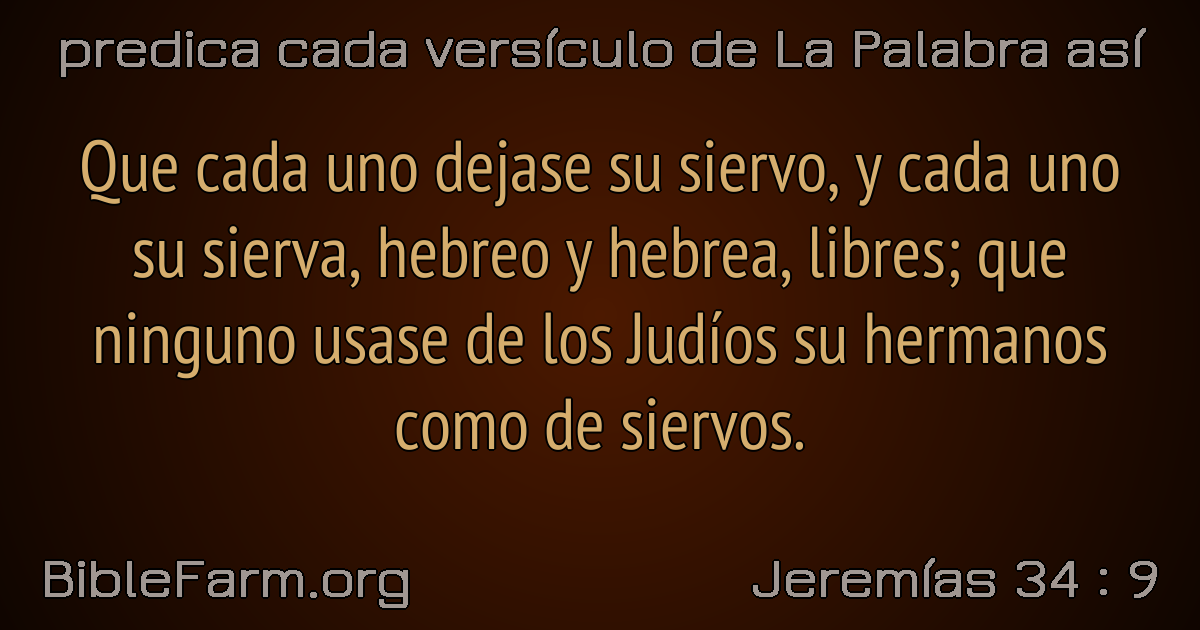 predica cada versículo de La Palabra así
Que cada uno dejase su siervo, y cada uno
su sierva, hebreo y hebrea, libres; que
ninguno usase de los Judíos su hermanos
como de siervos.
BibleFarm.org
Jeremías 34 : 9